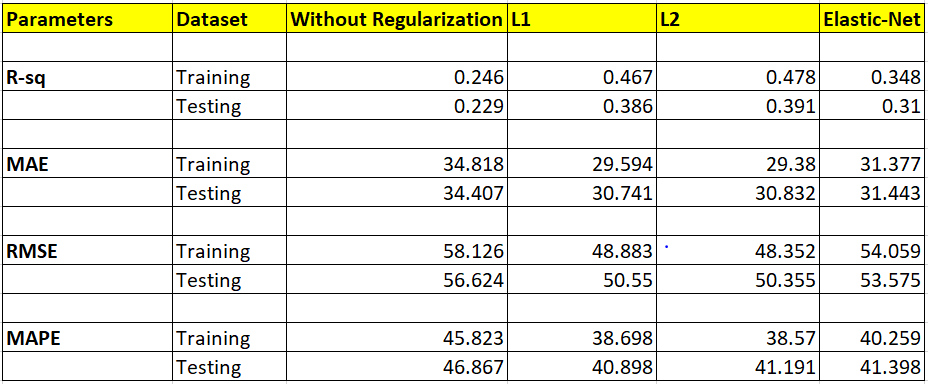 Parameters Dataset Without Regularization L1 L2 Elastic-Net
R-sq Training 0.246 0.467 0.478 0.348
Testing 0.229 0.386 0.391 0.31
MAE Training 34.818 29.594 29.38 31.377
Testing 34.407 30.741 30.832 31.443
RMSE Training 58.126 48.883 48.352 54.059
Testing 56.624 50.55 50.355 53.575
MAPE Training 45.823 38.698 38.57 40.259
Testing 46.867 40.898 41.191 41.398